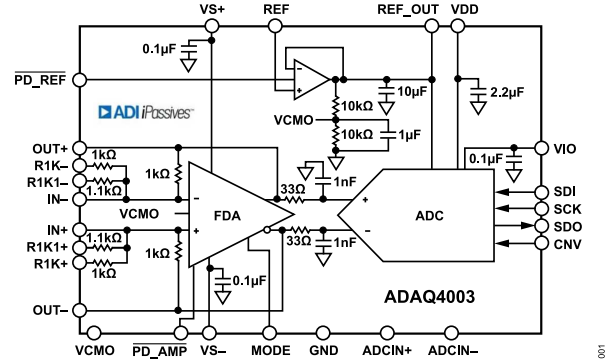 VS+ REF REF_OUT VDD
0.1µF
PD_REF
10µF
2.2µF
ADI iPassives™
10kΩ
VCMO
10kΩ
1µF
OUT+
1kΩ
R1K–
R1K1–
1.1kΩ
IN–
1kΩ
VCMO
FDA
33Ω
1nF
ADC
0.1µF
VIO
SDI
SCK
SDO
CNV
IN+
1.1kΩ
R1K1+
R1K+
1kΩ
1kΩ
33Ω
1nF
0.1µF
OUT–
ADAQ4003
VCMO PD_AMP VS– MODE GND ADCIN+ ADCIN–
001